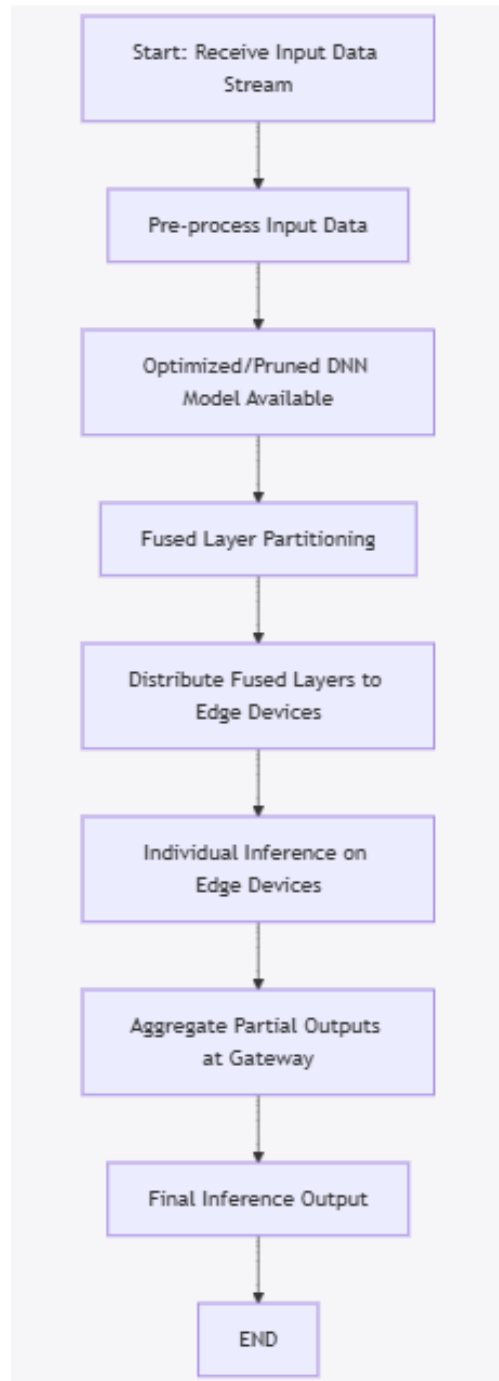 Start: Receive Input Data
Stream
Pre-process Input Data
Optimized/Pruned DNN
Model Available
Fused Layer Partitioning
Distribute Fused Layers to
Edge Devices
Individual Inference on
Edge Devices
Aggregate Partial Outputs
at Gateway
Final Inference Output
END